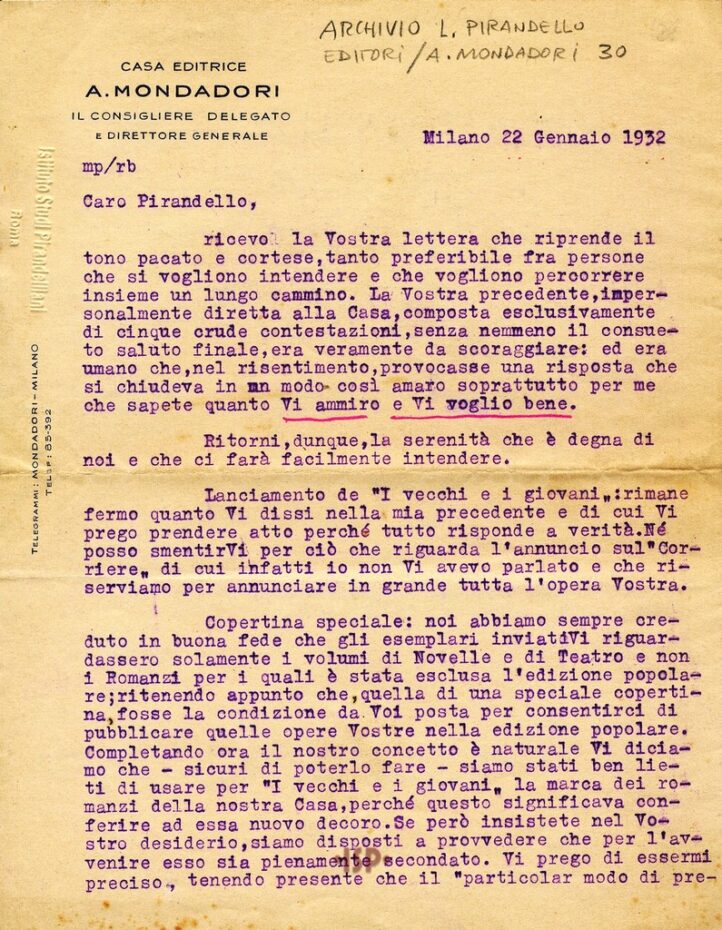 ARCHIVIO L. PIRANDELLO
EDITORI / A. MONDADORI 30
CASA EDITRICE
A. MONDADORI
IL CONSIGLIERE DELEGATO
E DIRETTORE GENERALE
Milano 22 Gennaio 1932
mp/rb
Istituto Studi Pirandelliani
Roma
TELEGRAMMI: MONDADORI - MILANO
TELEF: 85-392
Caro Pirandello,
ricevo la Vostra lettera che riprende il
tono pacato e cortese,tanto preferibile fra persone
che si vogliono intendere e che vogliono percorrere
insieme un lungo cammino. La Vostra precedente,imper-
sonalmente diretta alla Casa,composta esclusivamente
di cinque crude contestazioni,senza nemmeno il consue-
to saluto finale,era veramente da scoraggiare: ed era
umano che,nel risentimento,provocasse una risposta che
si chiudeva in un modo così amaro soprattutto per me
che sapete quanto Vi ammiro e Vi voglio bene.
Ritorni,dunque,la serenità che è degna di
noi e che ci farà facilmente intendere.
Lanciamento de "I vecchi e i giovani„:rimane
fermo quanto Vi dissi nella mia precedente e di cui Vi
prego prendere atto perché tutto risponde a verità.Né
posso smentirVi per ciò che riguarda l'annuncio sul"Cor-
riere„ di cui infatti io non Vi avevo parlato e che ri-
serviamo per annunciare in grande tutta l'opera Vostra.
Copertina speciale: noi abbiamo sempre cre-
duto in buona fede che gli esemplari inviatiVi riguar-
dassero solamente i volumi di Novelle e di Teatro e non
i Romanzi per i quali è stata esclusa l'edizione popola-
re;ritenendo appunto che,quella di una speciale coperti-
na,fosse la condizione da Voi posta per consentirci di
pubblicare quelle opere Vostre nella edizione popolare.
Completando ora il nostro concetto è naturale Vi dicia-
mo che - sicuri di poterlo fare - siamo stati ben lie-
ti di usare per "I vecchi e i giovani„ la marca dei ro-
manzi della nostra Casa,perché questo significava con-
ferire ad essa nuovo decoro.Se però insistete nel Vo-
stro desiderio,siamo disposti a provvedere che per l'av-
venire esso sia pienamente secondato. Vi prego di essermi
preciso, tenendo presente che il "particolar modo di pre-
ISP